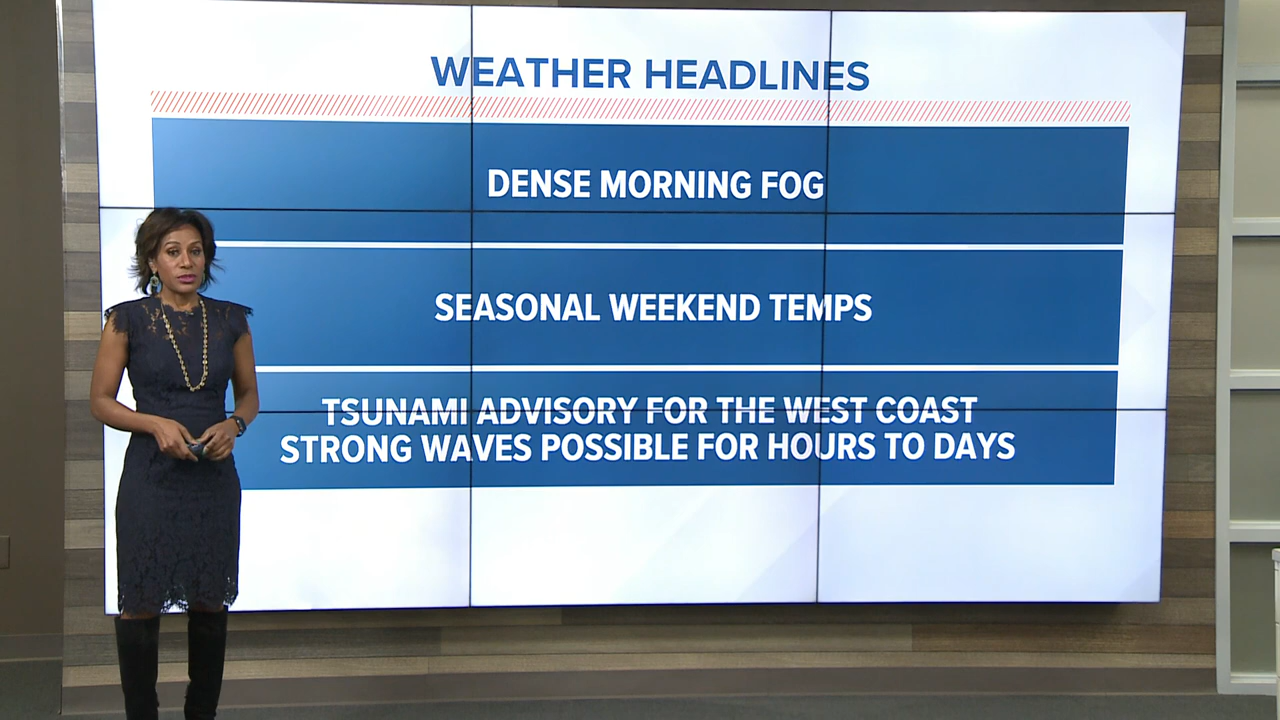 WEATHER HEADLINES
DENSE MORNING FOG
SEASONAL WEEKEND TEMPS
TSUNAMI ADVISORY FOR THE WEST COAST
STRONG WAVES POSSIBLE FOR HOURS TO DAYS